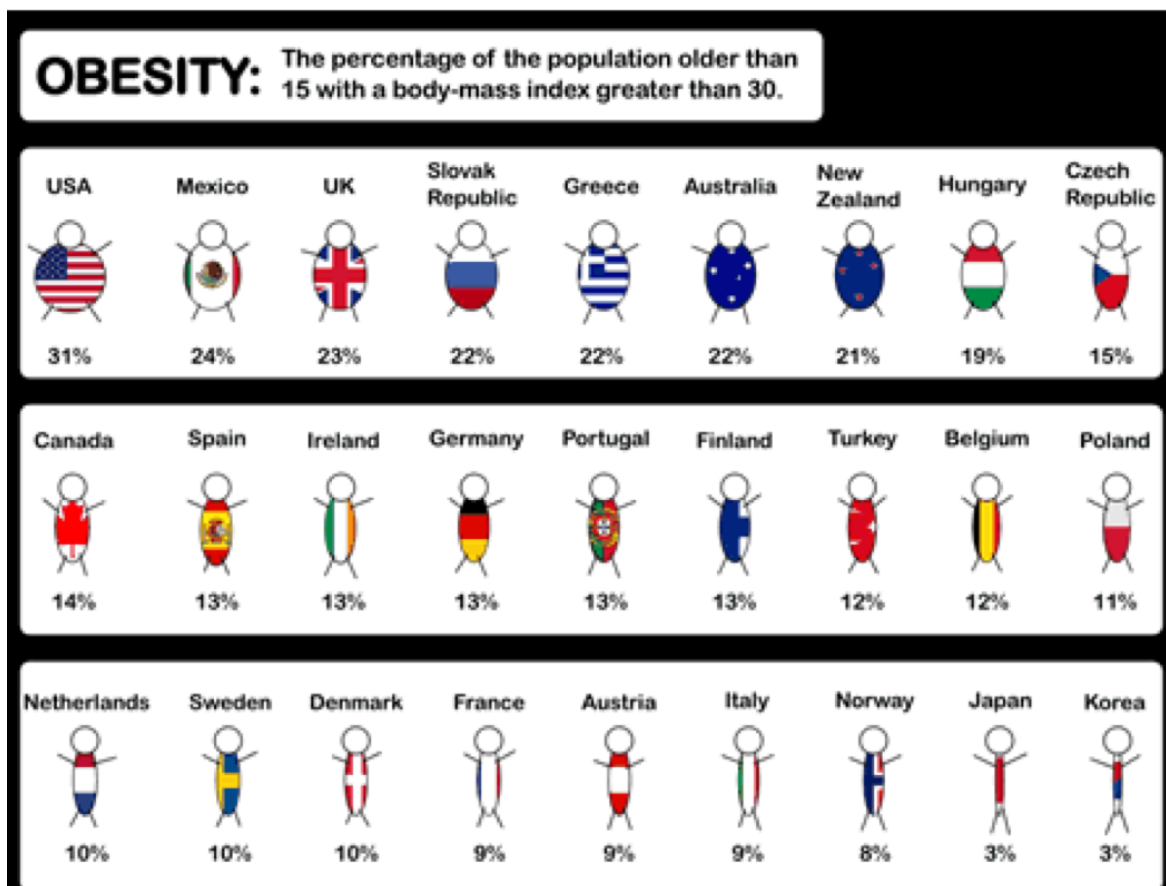 OBESITY: The percentage of the population older than
15 with a body-mass index greater than 30.
USA Mexico UK Slovak Republic Greece Australia New Zealand Hungary Czech Republic
31% 24% 23% 22% 22% 22% 21% 19% 15%
Canada Spain Ireland Germany Portugal Finland Turkey Belgium Poland
14% 13% 13% 13% 13% 13% 12% 12% 11%
Netherlands Sweden Denmark France Austria Italy Norway Japan Korea
10% 10% 10% 9% 9% 9% 8% 3% 3%